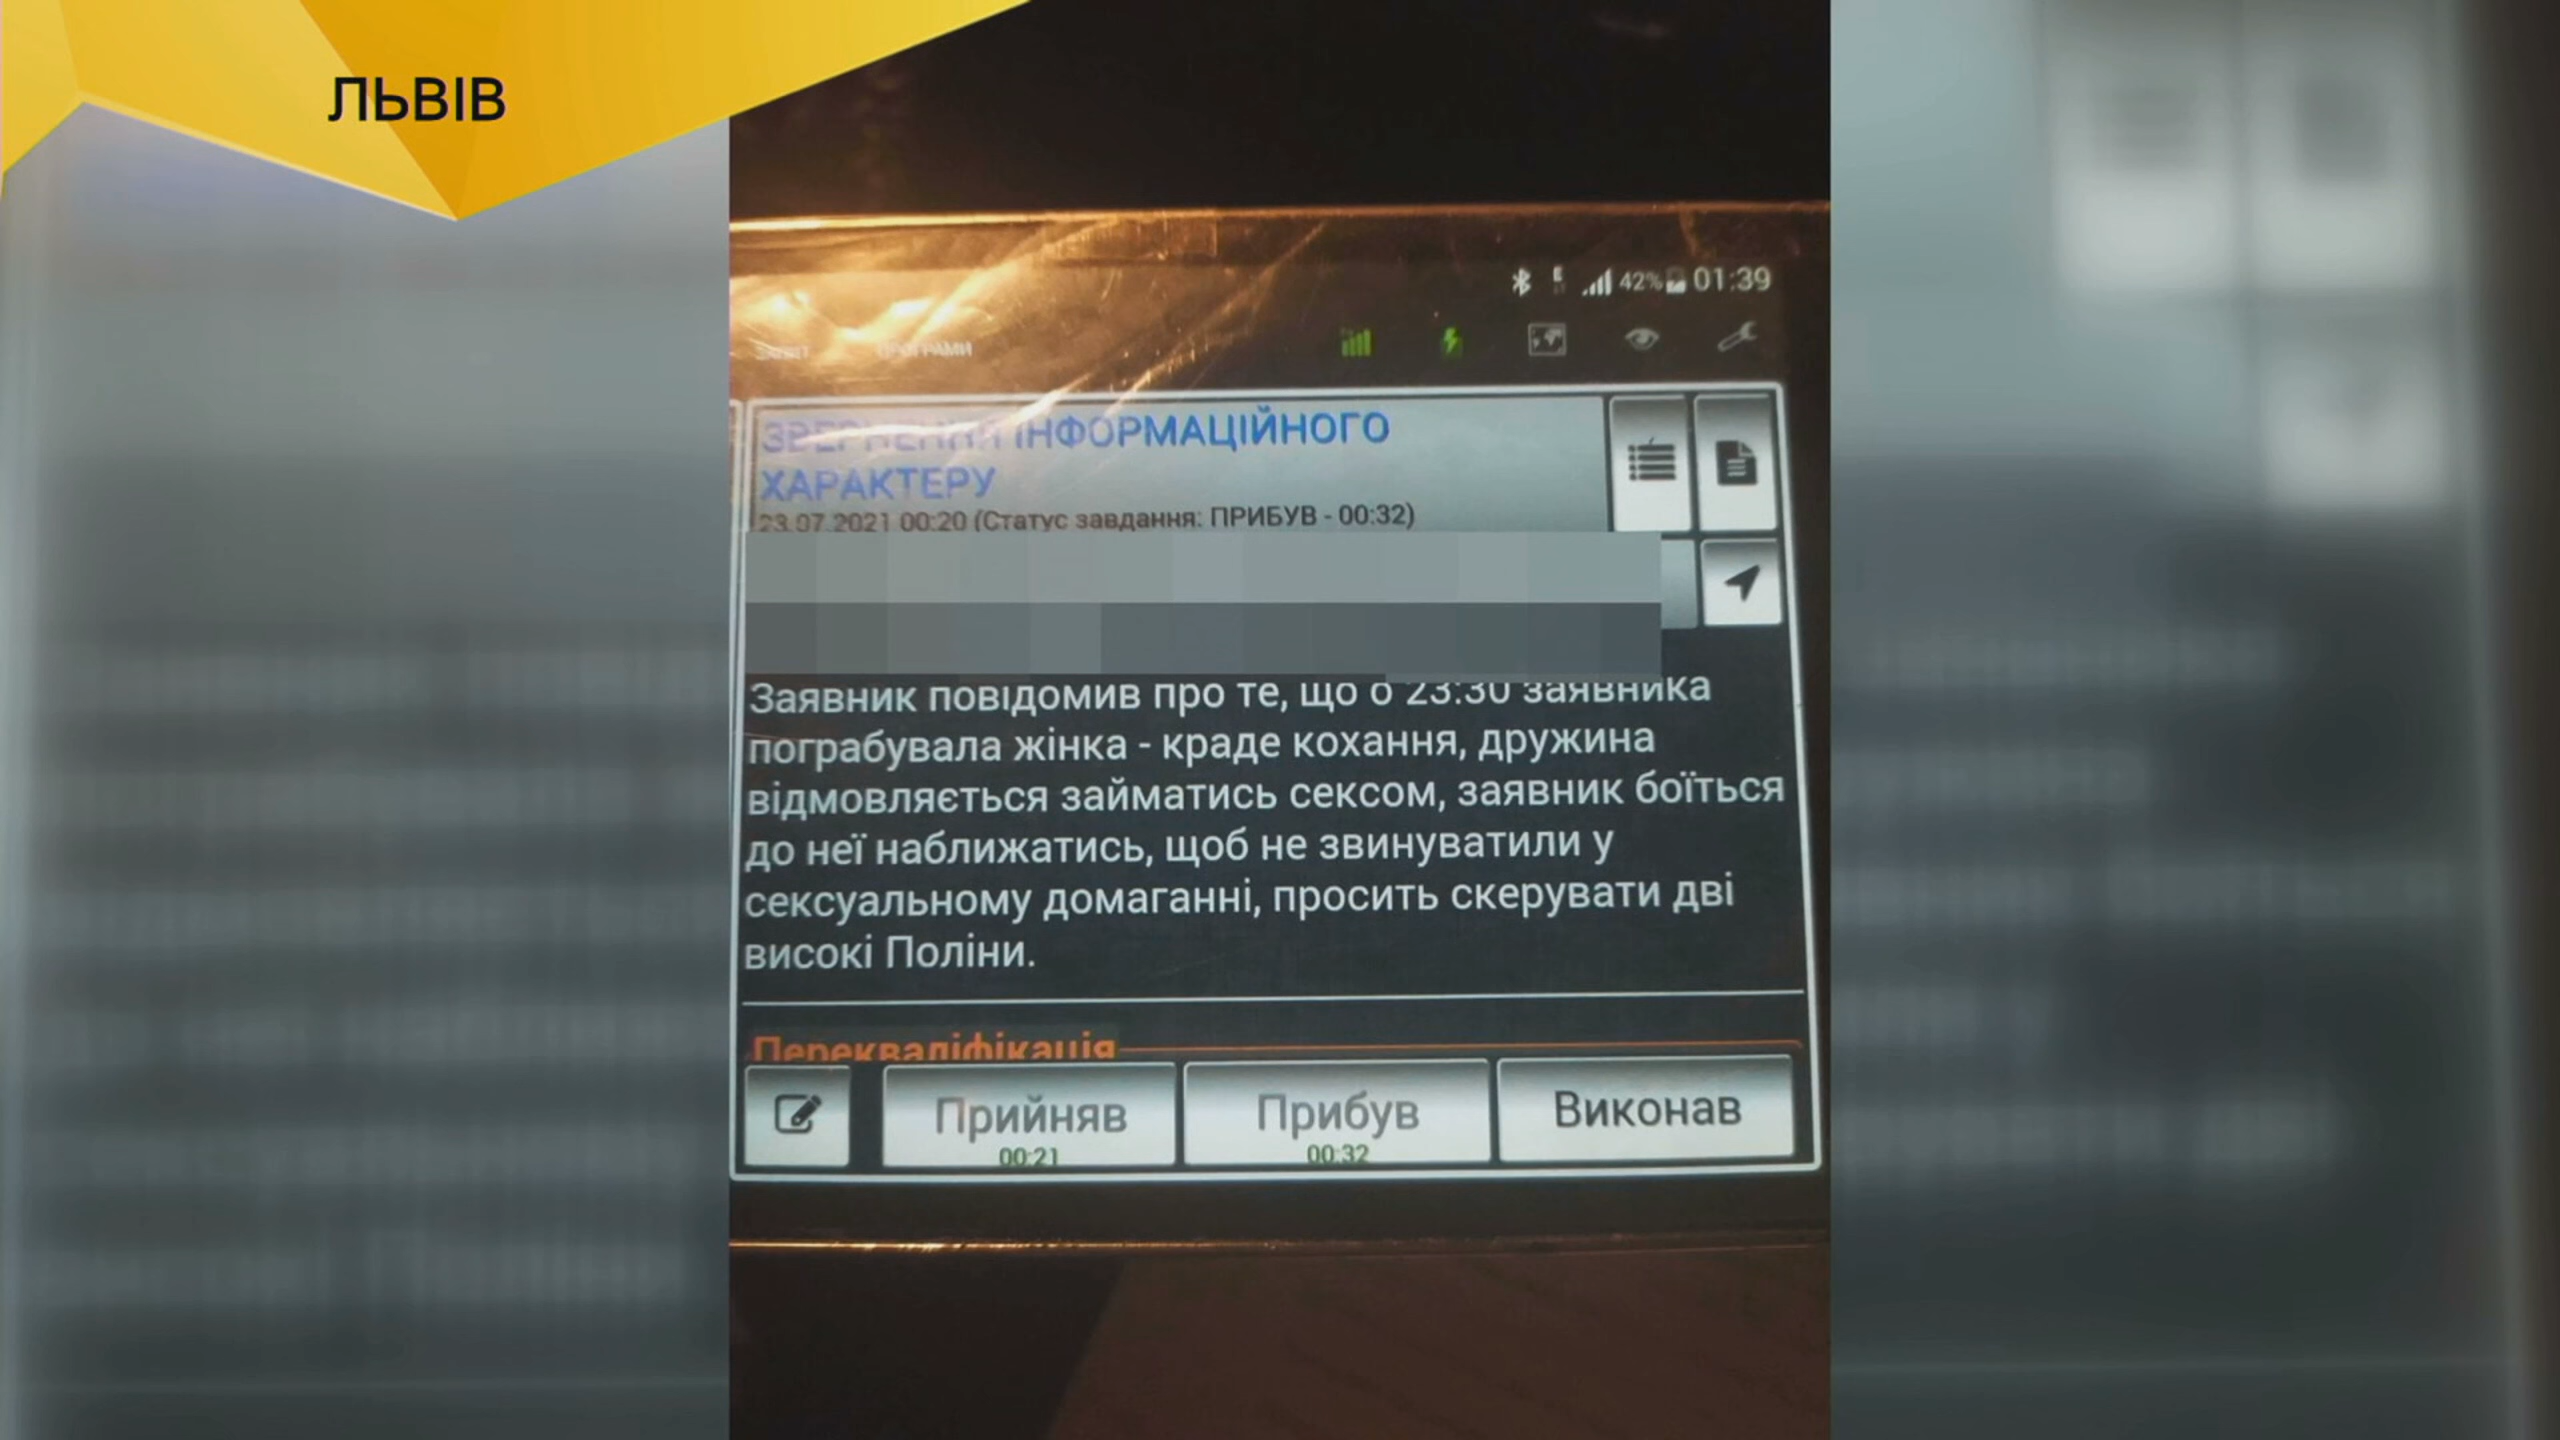 ЛЬВІВ
42% 01:39
ПРОГРАМИ
ЗВЕРНЕННЯ ІНФОРМАЦІЙНОГО
ХАРАКТЕРУ
23.07.2021 00:20 (Статус завдання: ПРИБУВ - 00:32)
Заявник повідомив про те, що о 23:30 заявника
пограбувала жінка - краде кохання, дружина
відмовляється займатись сексом, заявник боїться
до неї наближатись, щоб не звинуватили у
сексуальному домаганні, просить скерувати дві
високі Поліни.
Перекваліфікація
Прийняв
00:21
Прибув
00:32
Виконав